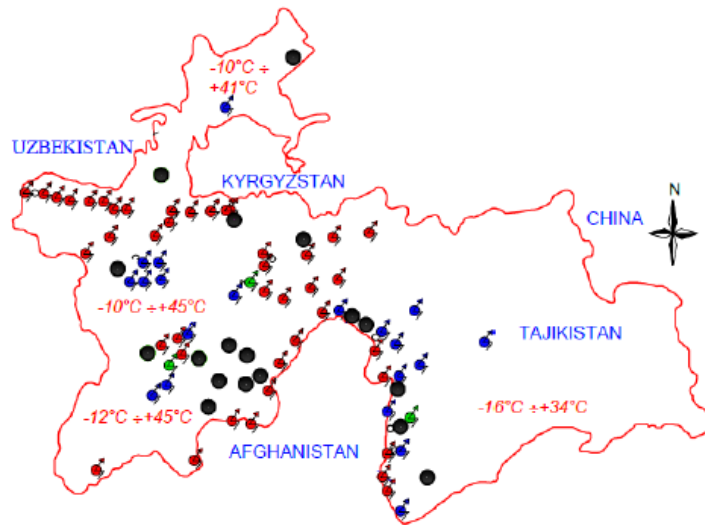 -10°C ÷
+41°C
UZBEKISTAN
KYRGYZSTAN
N
CHINA
-10°C ÷+45°C
TAJIKISTAN
-12°C ÷+45°C
-16°C ÷+34°C
AFGHANISTAN